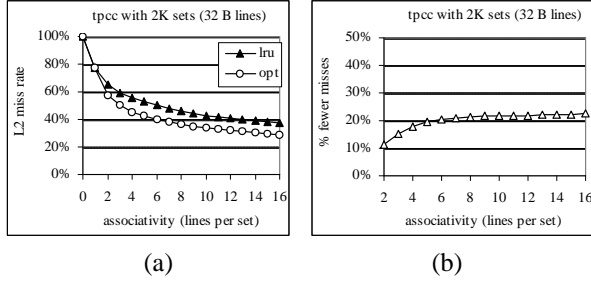 tpcc with 2K sets (32 B lines)
100%
80%
60%
40%
20%
0%
L2 miss rate
lru
opt
0 2 4 6 8 10 12 14 16
associativity (lines per set)
(a)
tpcc with 2K sets (32 B lines)
50%
40%
30%
20%
10%
0%
% fewer misses
2 4 6 8 10 12 14 16
associativity (lines per set)
(b)